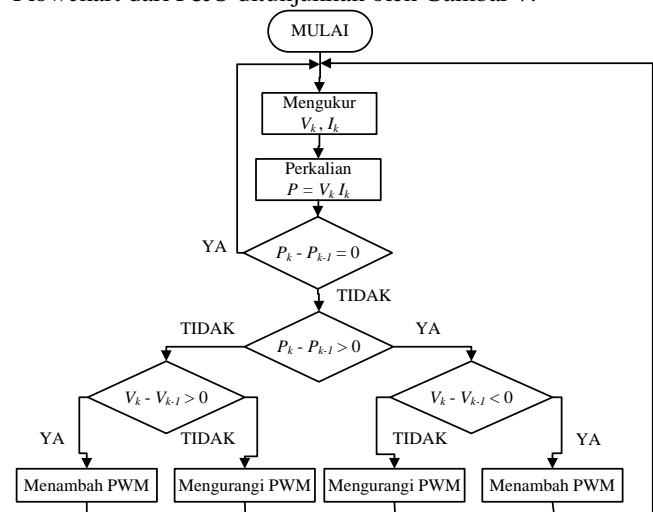 Flowchart dari P&O ditunjukkan oleh Gambar 7.
MULAI
Mengukur
Vk, Ik
Perkalian
P = Vk Ik
YA
Pk - Pk-1 = 0
TIDAK
TIDAK
Pk - Pk-1 > 0
YA
Vk - Vk-1 > 0
Vk - Vk-1 < 0
YA
TIDAK
TIDAK
YA
Menambah PWM
Mengurangi PWM
Mengurangi PWM
Menambah PWM